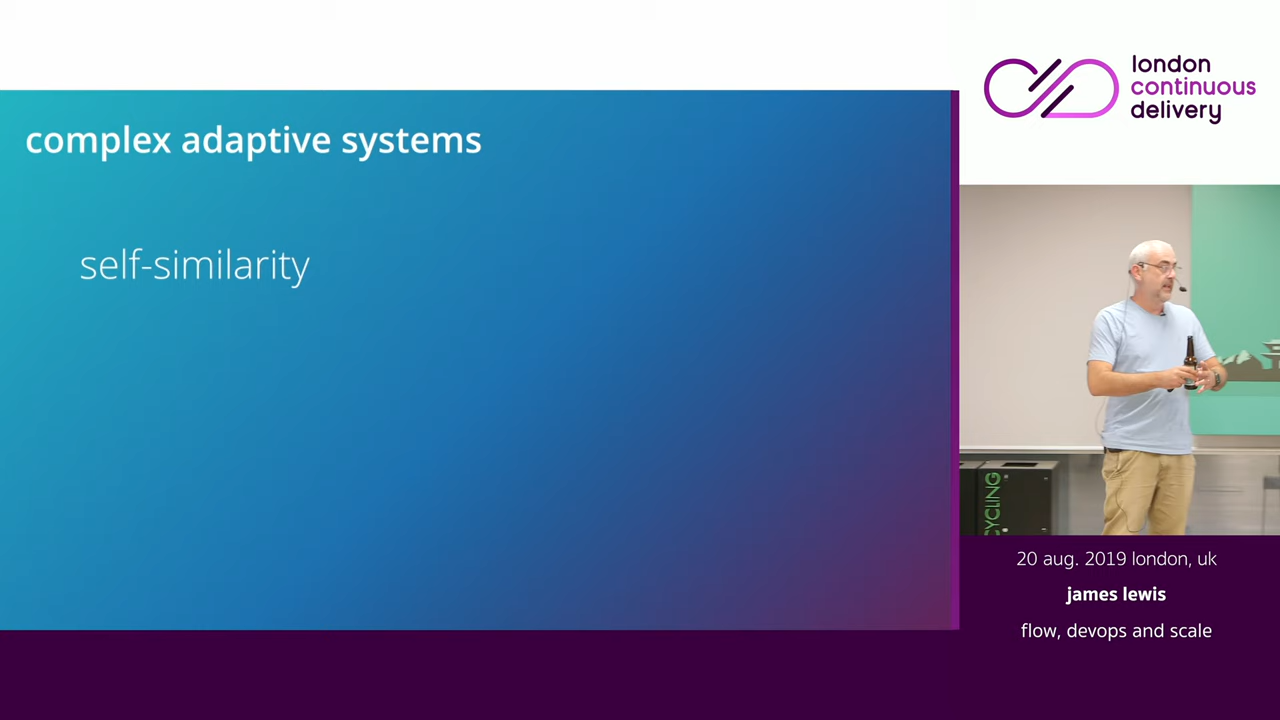 complex adaptive systems
self-similarity
london
continuous
delivery
CYCLING
20 aug. 2019 london, uk
james lewis
flow, devops and scale